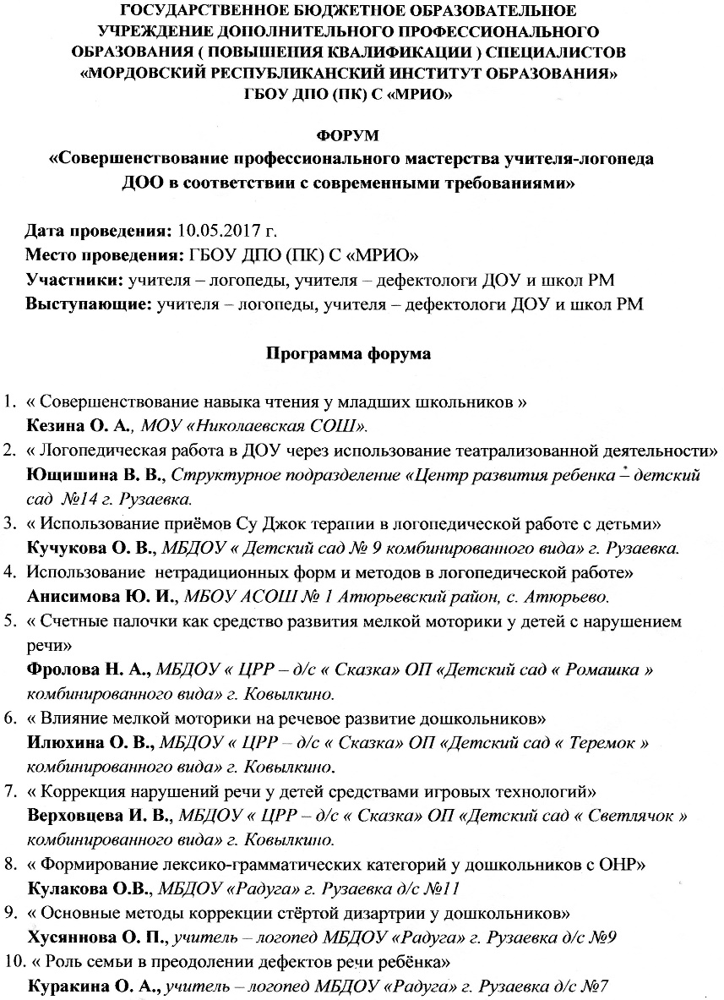 ГОСУДАРСТВЕННОЕ БЮДЖЕТНОЕ ОБРАЗОВАТЕЛЬНОЕ
УЧРЕЖДЕНИЕ ДОПОЛНИТЕЛЬНОГО ПРОФЕССИОНАЛЬНОГО
ОБРАЗОВАНИЯ ( ПОВЫШЕНИЯ КВАЛИФИКАЦИИ ) СПЕЦИАЛИСТОВ
«МОРДОВСКИЙ РЕСПУБЛИКАНСКИЙ ИНСТИТУТ ОБРАЗОВАНИЯ»
ГБОУ ДПО (ПК) С «МРИО»
ФОРУМ
«Совершенствование профессионального мастерства учителя-логопеда
ДОО в соответствии с современными требованиями»
Дата проведения: 10.05.2017 г.
Место проведения: ГБОУ ДПО (ПК) С «МРИО»
Участники: учителя – логопеды, учителя – дефектологи ДОУ и школ РМ
Выступающие: учителя – логопеды, учителя – дефектологи ДОУ и школ РМ
Программа форума
1. « Совершенствование навыка чтения у младших школьников »
Кезина О. А., МОУ «Николаевская СОШ».
2. « Логопедическая работа в ДОУ через использование театрализованной деятельности»
Ющишина В. В., Структурное подразделение «Центр развития ребенка – детский
сад №14 г. Рузаевка.
3. « Использование приёмов Су Джок терапии в логопедической работе с детьми»
Кучукова О. В., МБДОУ « Детский сад № 9 комбинированного вида» г. Рузаевка.
4. Использование нетрадиционных форм и методов в логопедической работе»
Анисимова Ю. И., МБОУ АСОШ № 1 Атюрьевский район, с. Атюрьево.
5. « Счетные палочки как средство развития мелкой моторики у детей с нарушением
речи»
Фролова Н. А., МБДОУ « ЦРР – д/с « Сказка» ОП «Детский сад « Ромашка »
комбинированного вида» г. Ковылкино.
6. « Влияние мелкой моторики на речевое развитие дошкольников»
Илюхина О. В., МБДОУ « ЦРР – д/с « Сказка» ОП «Детский сад « Теремок »
комбинированного вида» г. Ковылкино.
7. « Коррекция нарушений речи у детей средствами игровых технологий»
Верховцева И. В., МБДОУ « ЦРР – д/с « Сказка» ОП «Детский сад « Светлячок »
комбинированного вида» г. Ковылкино.
8. « Формирование лексико-грамматических категорий у дошкольников с ОНР»
Кулакова О.В., МБДОУ «Радуга» г. Рузаевка д/с №11
9. « Основные методы коррекции стёртой дизартрии у дошкольников»
Хусяннова О. П., учитель – логопед МБДОУ «Радуга» г. Рузаевка д/с №9
10. « Роль семьи в преодолении дефектов речи ребёнка»
Куракина О. А., учитель – логопед МБДОУ «Радуга» г. Рузаевка д/с №7